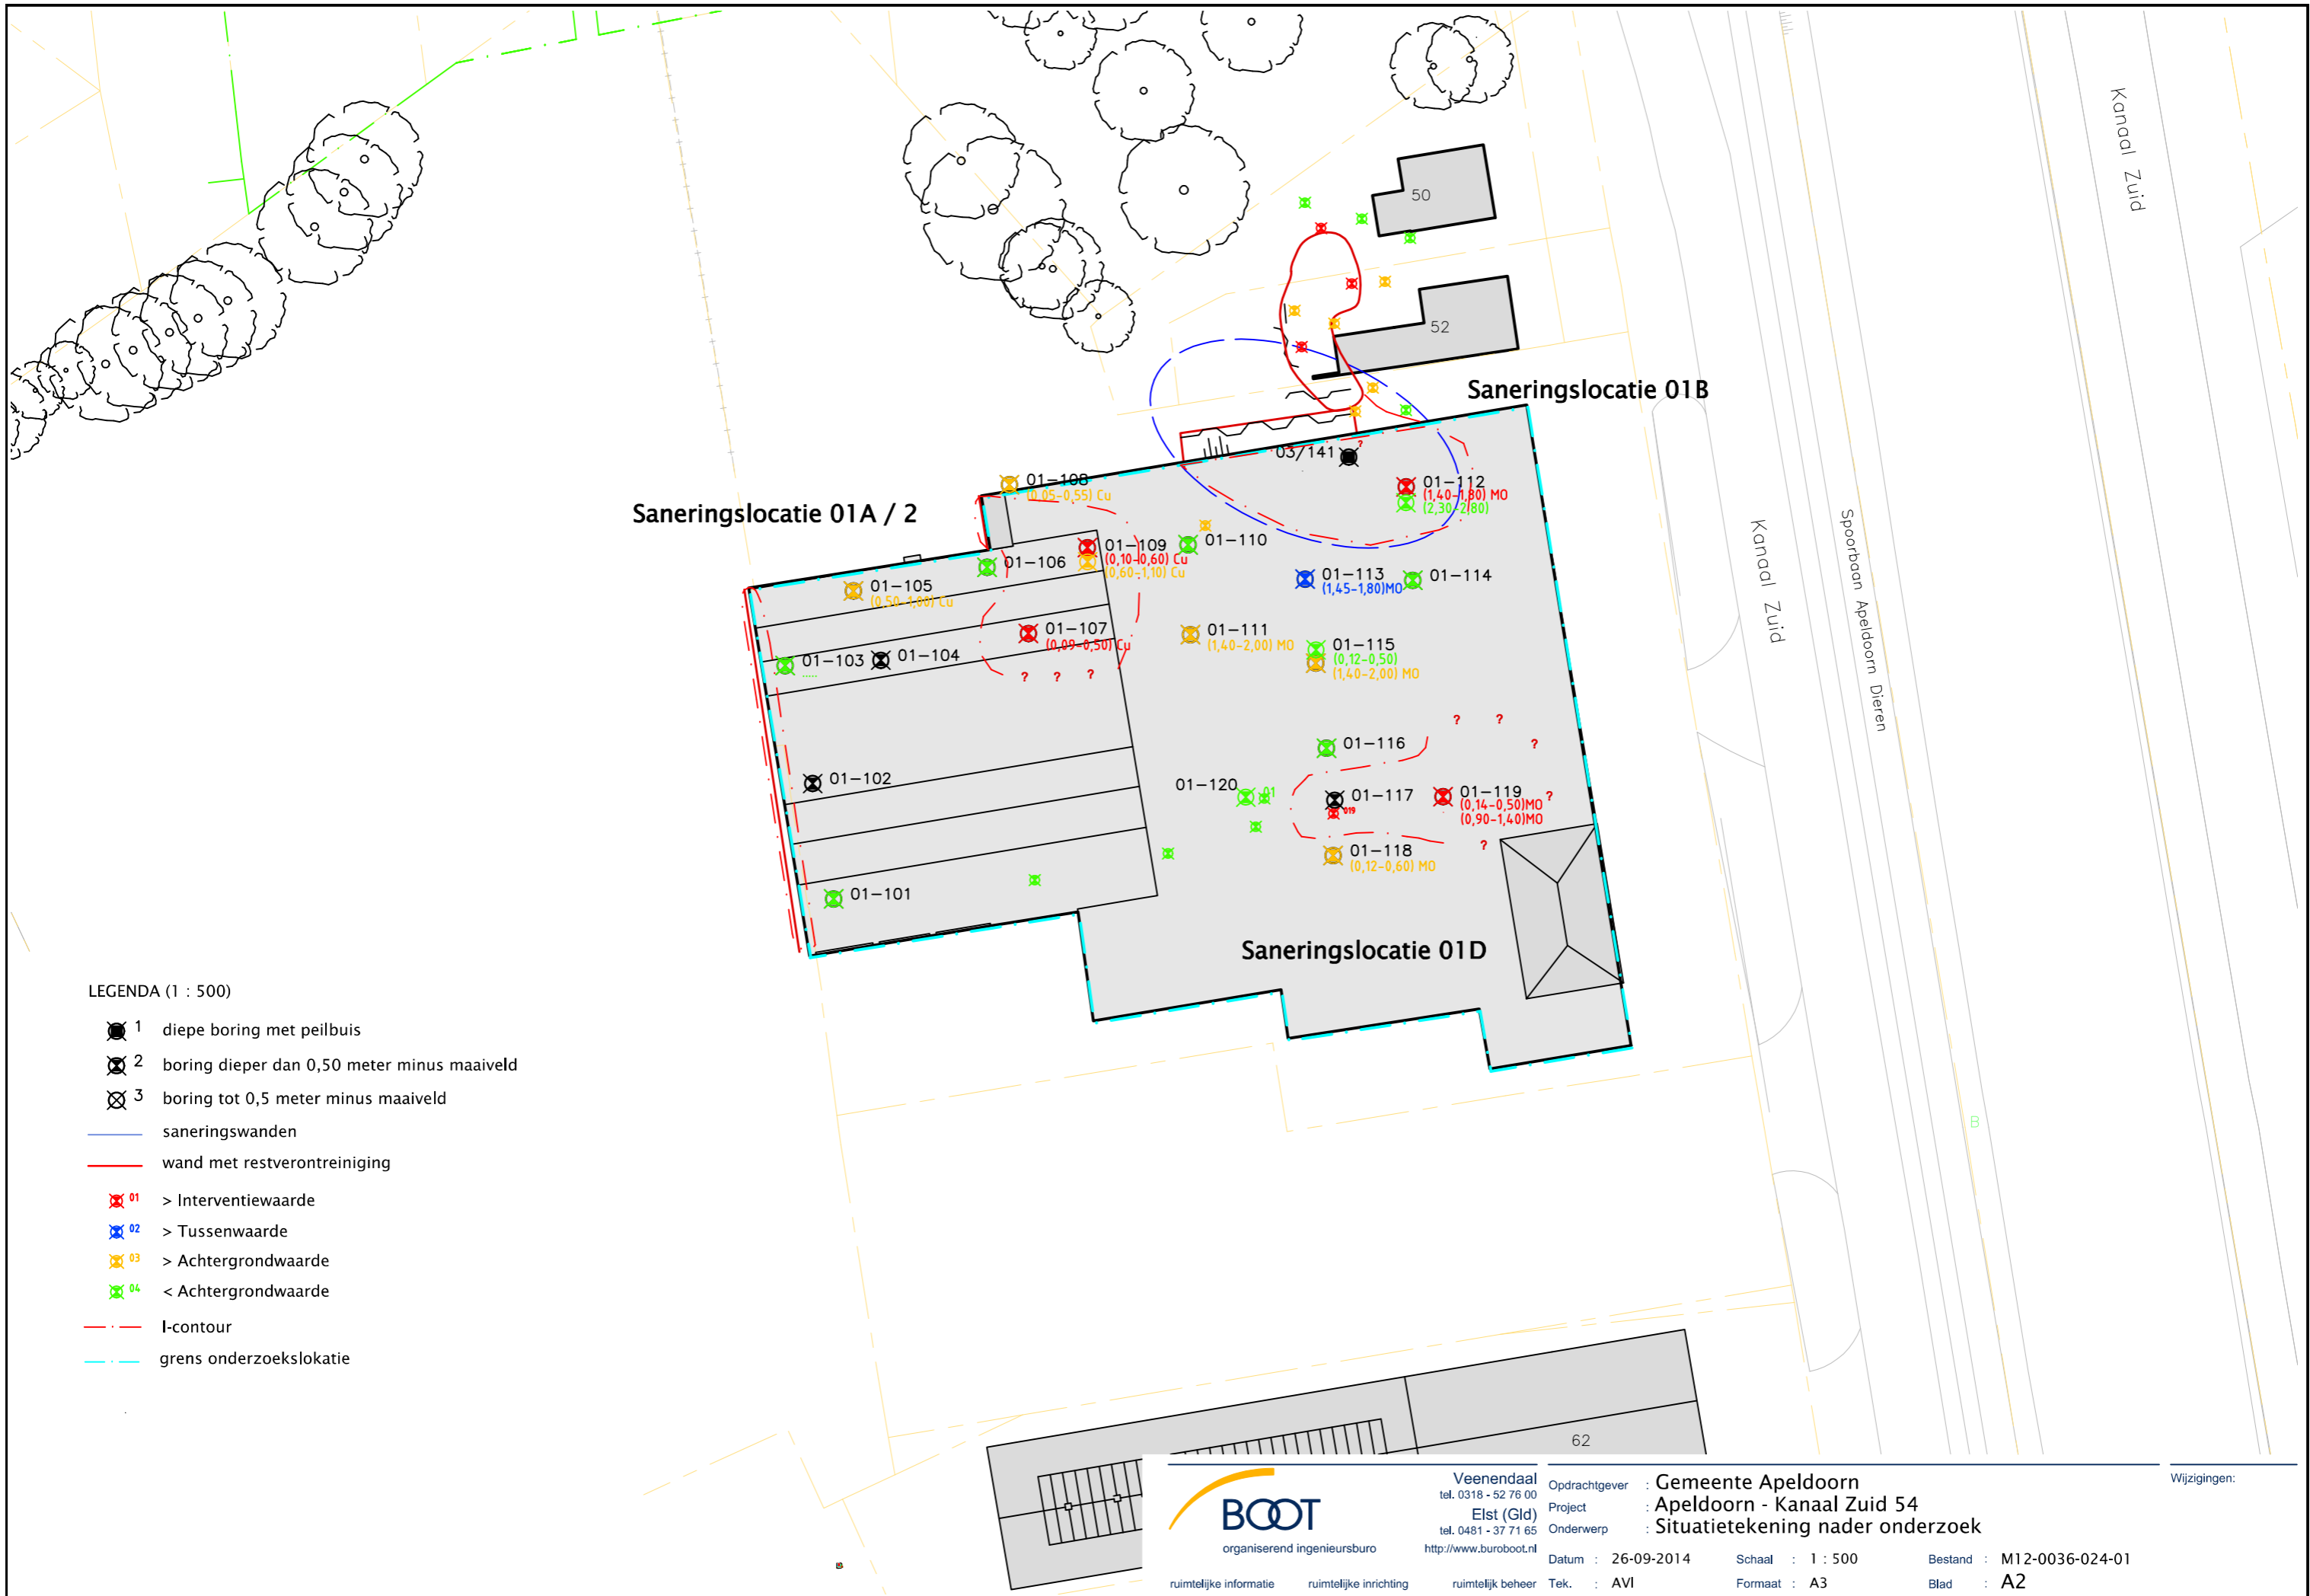 Kanaal Zuid
50
52
Saneringslocatie 01B
03/141
?
01-108
(0,05-0,55) Cu
01-112
(1,40-1,80) MO
(2,30-2,80)
Saneringslocatie 01A / 2
01-109
(0,10-0,60) Cu
(0,60-1,10) Cu
01-110
01-106
01-105
(0,50-1,00) Cu
01-113
(1,45-1,80)MO
01-114
Kanaal Zuid
Spoorbaan Apeldoorn Dieren
01-107
(0,09-0,50) Cu
01-111
(1,40-2,00) MO
01-115
(0,12-0,50)
(1,40-2,00) MO
01-103
01-104
? ? ?
? ?
?
01-116
01-102
01-120
01
01-117
019
01-119
(0,14-0,50)MO
(0,90-1,40)MO
?
?
01-118
(0,12-0,60) MO
01-101
Saneringslocatie 01D
B
LEGENDA (1 : 500)
1 diepe boring met peilbuis
2 boring dieper dan 0,50 meter minus maaiveld
3 boring tot 0,5 meter minus maaiveld
saneringswanden
wand met restverontreiniging
01 > Interventiewaarde
02 > Tussenwaarde
03 > Achtergrondwaarde
04 < Achtergrondwaarde
I-contour
grens onderzoekslokatie
62
BOOT
organiserend ingenieursburo
ruimtelijke informatie ruimtelijke inrichting ruimtelijk beheer
Veenendaal
tel. 0318 - 52 76 00
Elst (Gld)
tel. 0481 - 37 71 65
http://www.buroboot.nl
Opdrachtgever : Gemeente Apeldoorn
Project : Apeldoorn - Kanaal Zuid 54
Onderwerp : Situatietekening nader onderzoek
Datum : 26-09-2014 Schaal : 1 : 500 Bestand : M12-0036-024-01
Tek. : AVI Formaat : A3 Blad : A2
Wijzigingen: